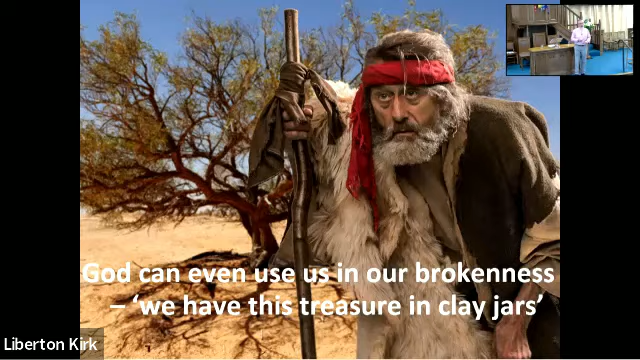 God can even use us in our brokenness
– ‘we have this treasure in clay jars’
Liberton Kirk